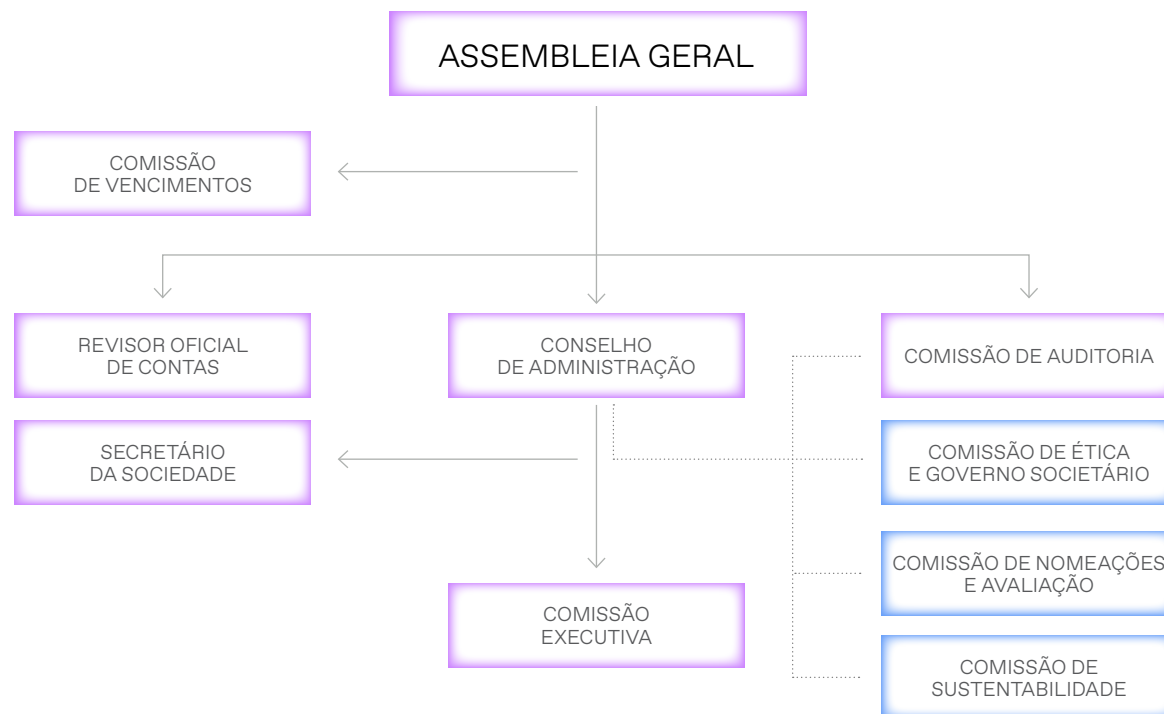 ASSEMBLEIA GERAL
COMISSÃO
DE VENCIMENTOS
REVISOR OFICIAL
DE CONTAS
CONSELHO
DE ADMINISTRAÇÃO
COMISSÃO DE AUDITORIA
SECRETÁRIO
DA SOCIEDADE
COMISSÃO DE ÉTICA
E GOVERNO SOCIETÁRIO
COMISSÃO DE NOMEAÇÕES
E AVALIAÇÃO
COMISSÃO
EXECUTIVA
COMISSÃO DE
SUSTENTABILIDADE